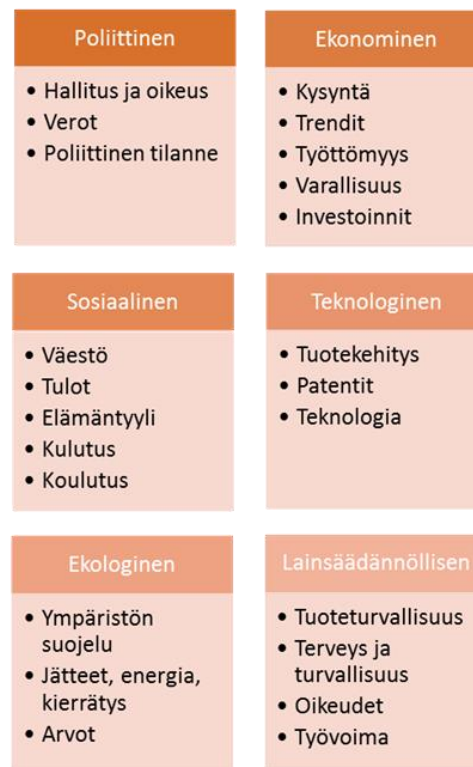 Poliittinen
• Hallitus ja oikeus
• Verot
• Poliittinen tilanne
Ekonominen
• Kysyntä
• Trendit
• Työttömyys
• Varallisuus
• Investoinnit
Sosiaalinen
• Väestö
• Tulot
• Elämäntyyli
• Kulutus
• Koulutus
Teknologinen
• Tuotekehitys
• Patentit
• Teknologia
Ekologinen
• Ympäristön
suojelu
• Jätteet, energia,
kierrätys
• Arvot
Lainsäädännöllisen
• Tuoteturvallisuus
• Terveys ja
turvallisuus
• Oikeudet
• Työvoima